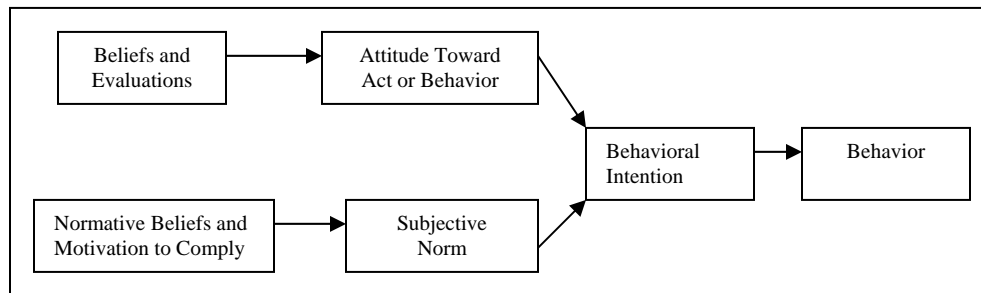 Beliefs and
Evaluations
Attitude Toward
Act or Behavior
Behavioral
Intention
Behavior
Normative Beliefs and
Motivation to Comply
Subjective
Norm